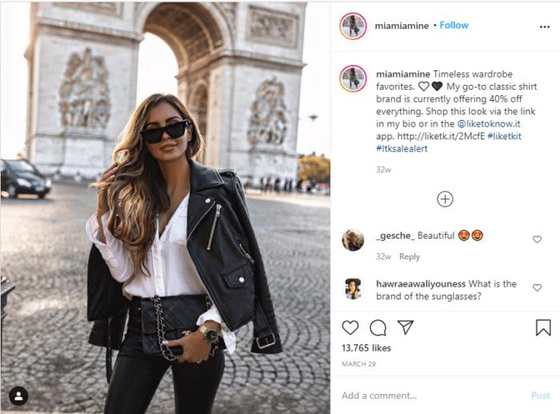 miamiamine • Follow
miamiamine Timeless wardrobe
favorites. 🤍🖤 My go-to classic shirt
brand is currently offering 40% off
everything. Shop this look via the link
in my bio or in the @liketoknow.it
app. http://liketk.it/2McfE #liketkit
#ltksalealert
32w
_gesche_ Beautiful 😍😍
32w Reply
hawraeawaliyouness What is the
brand of the sunglasses?
13,765 likes
MARCH 29
Add a comment... Post